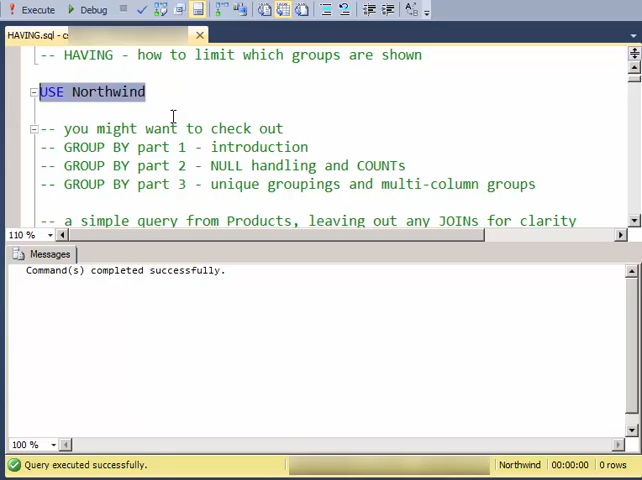 Execute Debug
HAVING.sql - c
-- HAVING - how to limit which groups are shown
USE Northwind
-- you might want to check out
-- GROUP BY part 1 - introduction
-- GROUP BY part 2 - NULL handling and COUNTs
-- GROUP BY part 3 - unique groupings and multi-column groups
-- a simple query from Products, leaving out any JOINs for clarity
110 %
Messages
Command(s) completed successfully.
100 %
Query executed successfully. Northwind 00:00:00 0 rows